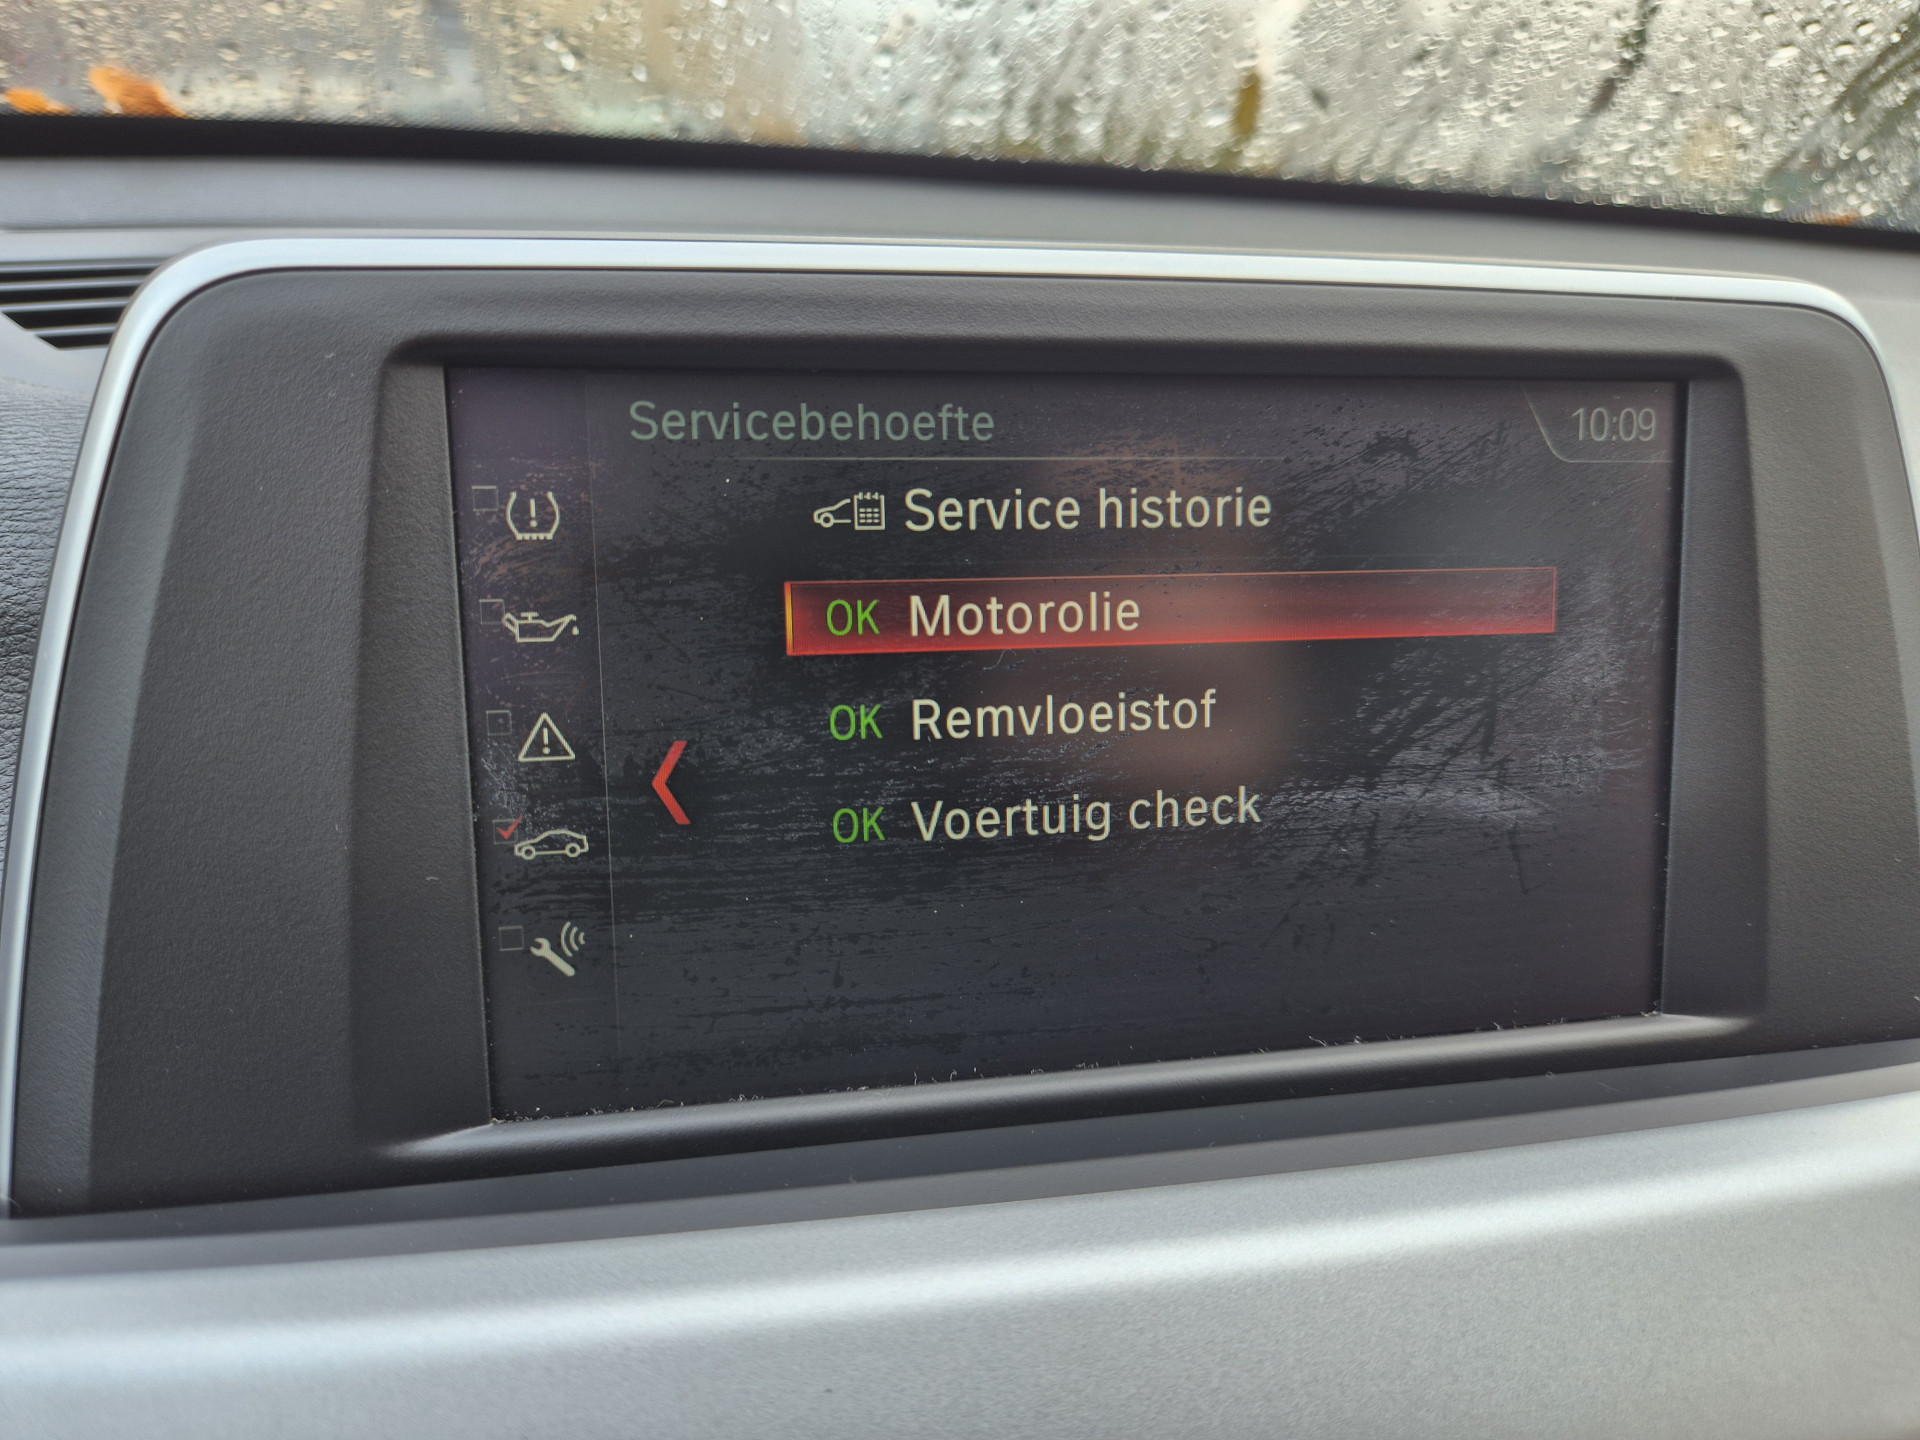 Servicebehoefte
10:09
Service historie
OK Motorolie
OK Remvloeistof
OK Voertuig check